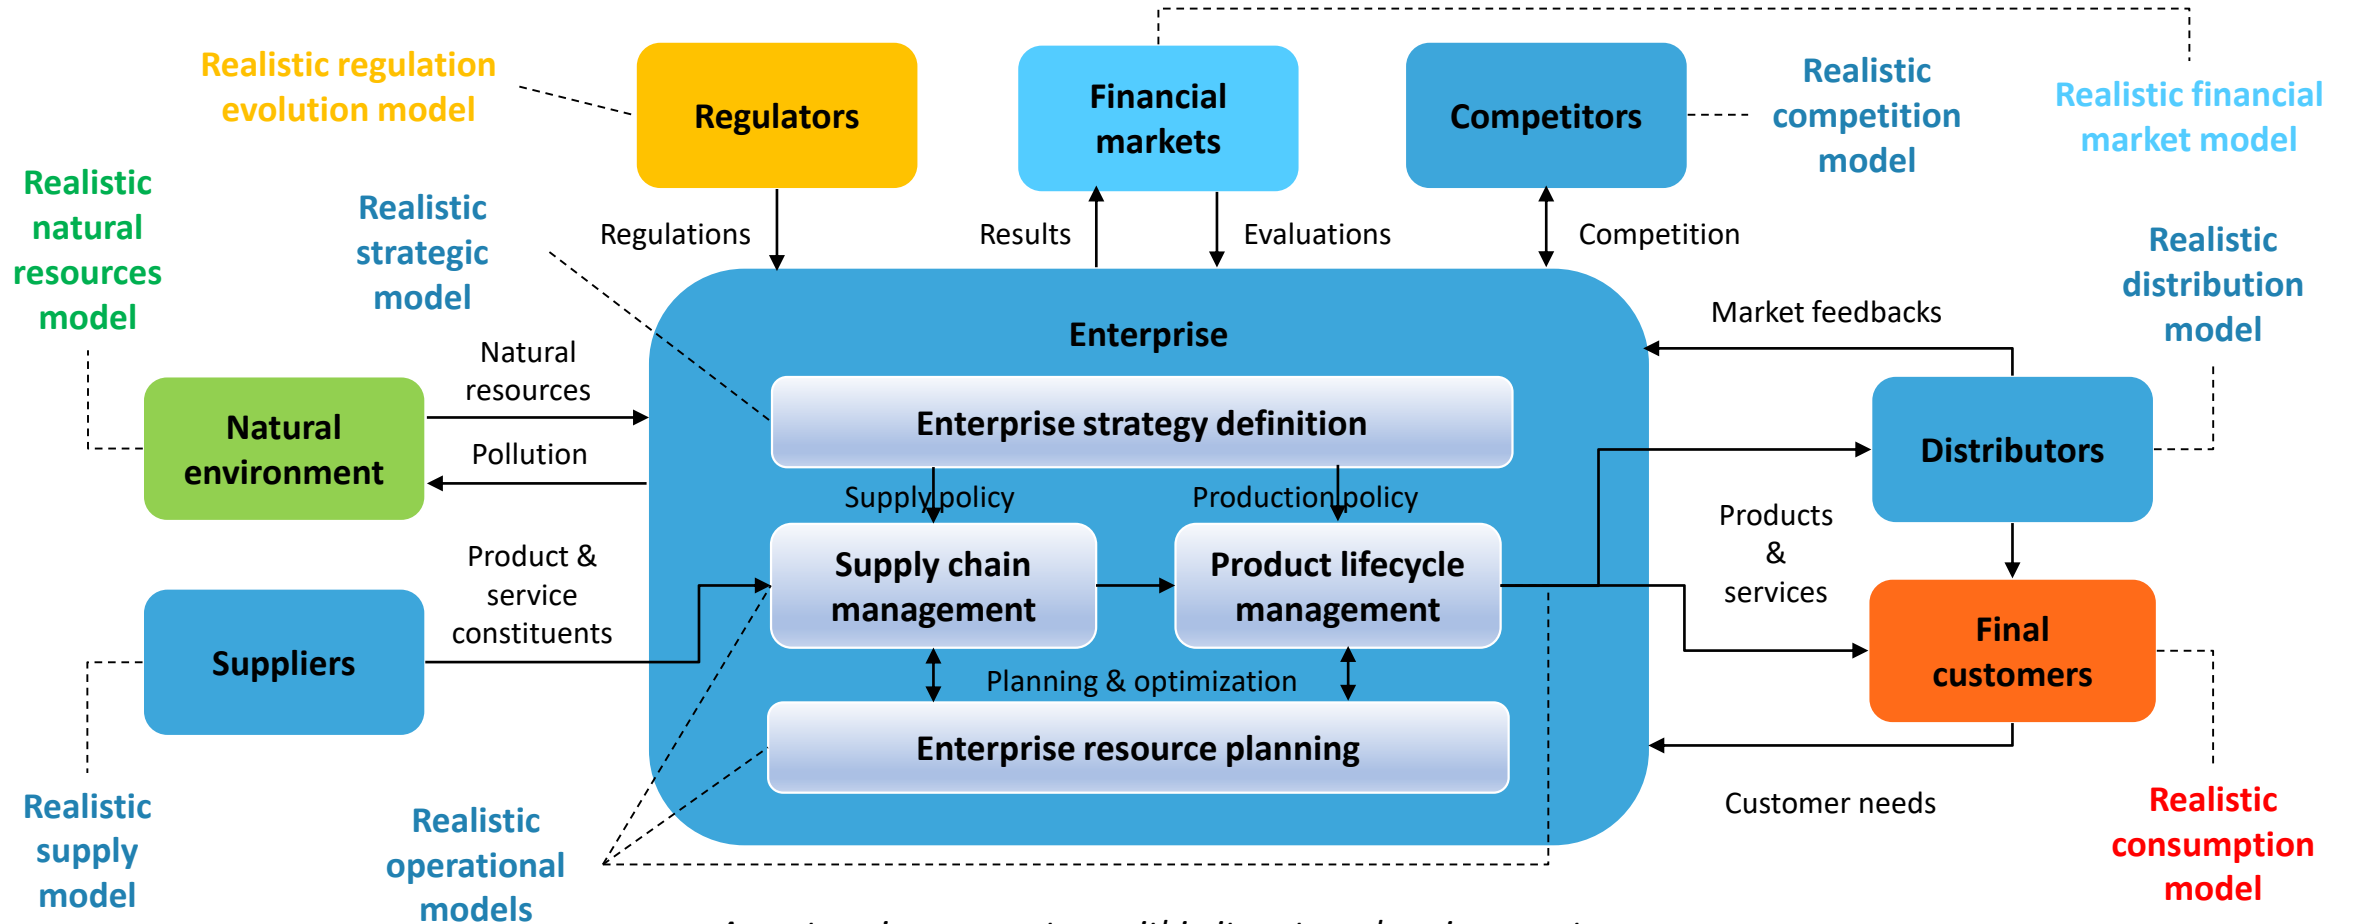 Realistic regulation
evolution model
Regulators
Financial
markets
Competitors
Realistic
competition
model
Realistic financial
market model
Realistic
natural
resources
model
Realistic
strategic
model
Regulations
Results
Evaluations
Competition
Realistic
distribution
model
Enterprise
Market feedbacks
Natural
resources
Natural
environment
Pollution
Enterprise strategy definition
Distributors
Supply policy
Production policy
Product &
service
constituents
Supply chain
management
Product lifecycle
management
Products
&
services
Suppliers
Final
customers
Planning & optimization
Enterprise resource planning
Customer needs
Realistic
supply
model
Realistic
operational
models
Realistic
consumption
model